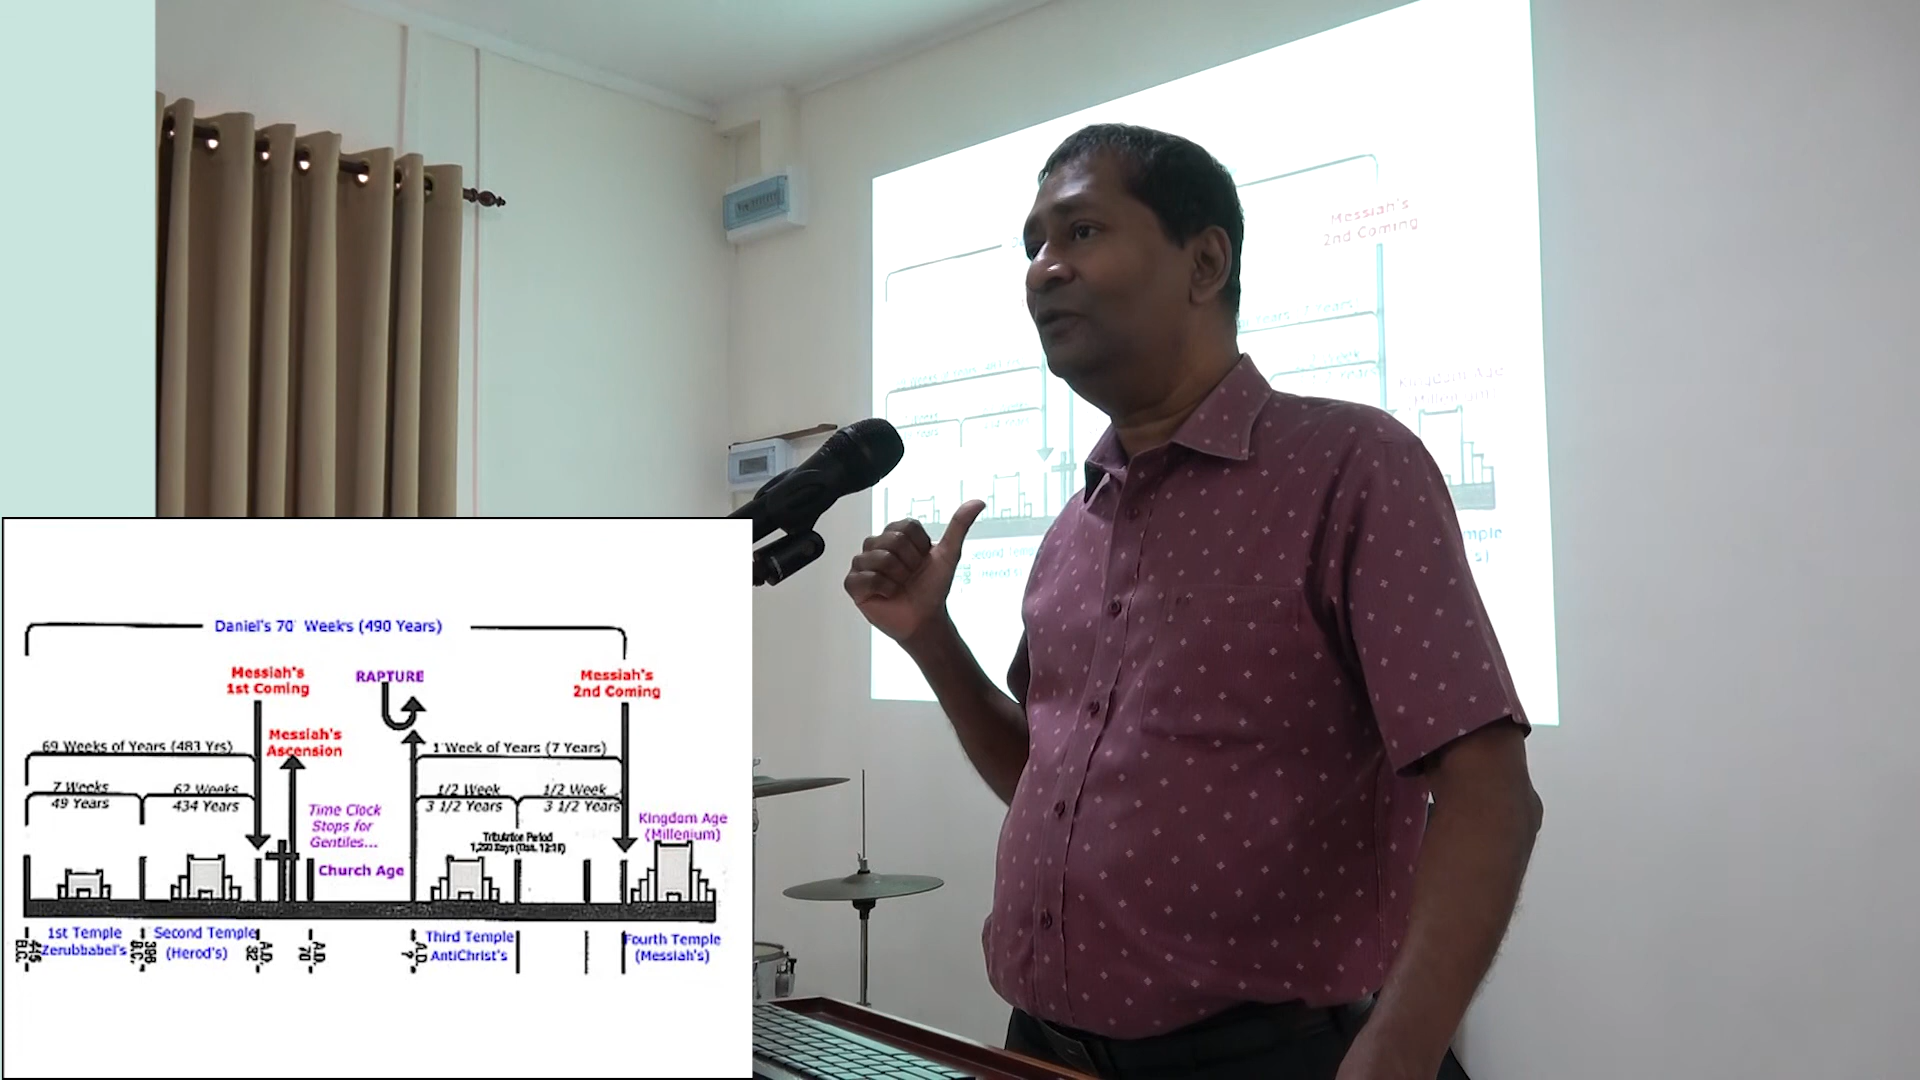 Daniel's 70 Weeks (490 Years)
Messiah's
1st Coming
RAPTURE
Messiah's
2nd Coming
Messiah's
Ascension
69 Weeks of Years (483 Yrs)
1 Week of Years (7 Years)
7 Weeks
49 Years
62 Weeks
434 Years
1/2 Week
3 1/2 Years
1/2 Week
3 1/2 Years
Time Clock
Stops for
Gentiles...
Church Age
Tribulation Period
Kingdom Age
(Millenium)
1st Temple
Zerubbabel's
Second Temple
(Herod's)
Third Temple
AntiChrist's
Fourth Temple
(Messiah's)
B.C.
B.C.
A.D.
32
A.D.
70
A.D.
?
Messiah's
2nd Coming
Kingdom Age
(Millenium)